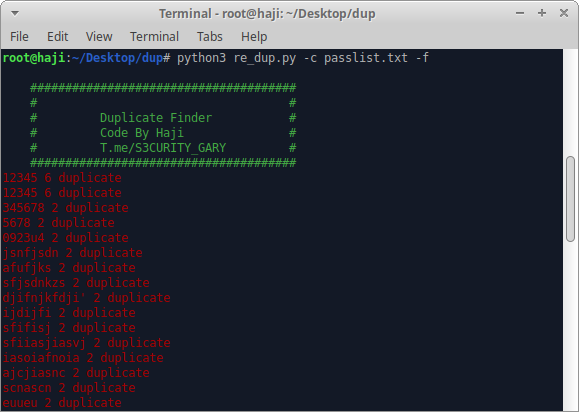 Terminal - root@haji: ~/Desktop/dup
File Edit View Terminal Tabs Help
root@haji:~/Desktop/dup# python3 re_dup.py -c passlist.txt -f
######################################
# #
# Duplicate Finder #
# Code By Haji #
# T.me/S3CURITY_GARY #
######################################
12345 6 duplicate
12345 6 duplicate
345678 2 duplicate
5678 2 duplicate
0923u4 2 duplicate
jsnfjsdn 2 duplicate
afufjks 2 duplicate
sfjsdnkzs 2 duplicate
djifnjkfdji' 2 duplicate
ijdijfi 2 duplicate
sfifisj 2 duplicate
sfiiasjiasvj 2 duplicate
iasoiafnoia 2 duplicate
ajcjiasnc 2 duplicate
scnascn 2 duplicate
euueu 2 duplicate